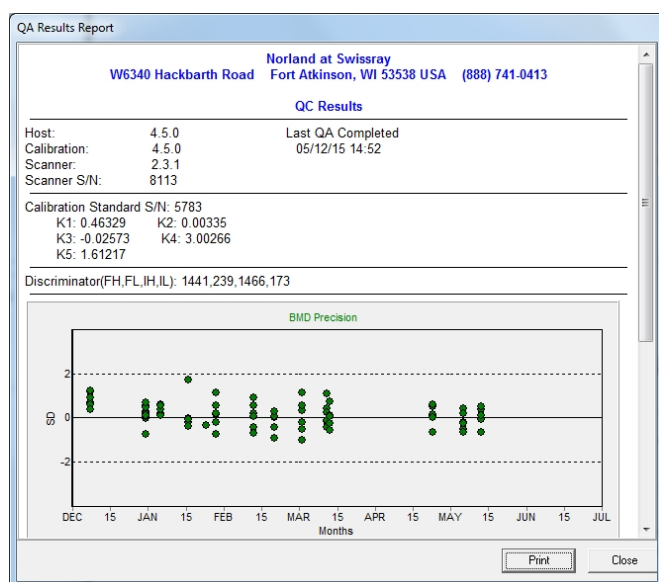 QA Results Report
Norland at Swissray
W6340 Hackbarth Road Fort Atkinson, WI 53538 USA (888) 741-0413
QC Results
Host: 4.5.0 Last QA Completed
Calibration: 4.5.0 05/12/15 14:52
Scanner: 2.3.1
Scanner S/N: 8113
Calibration Standard S/N: 5783
K1: 0.46329 K2: 0.00335
K3: -0.02573 K4: 3.00266
K5: 1.61217
Discriminator(FH,FL,IH,IL): 1441,239,1466,173
BMD Precision
2
0
-2
SD
DEC 15 JAN 15 FEB 15 MAR 15 APR 15 MAY 15 JUN 15 JUL
Months
Print Close